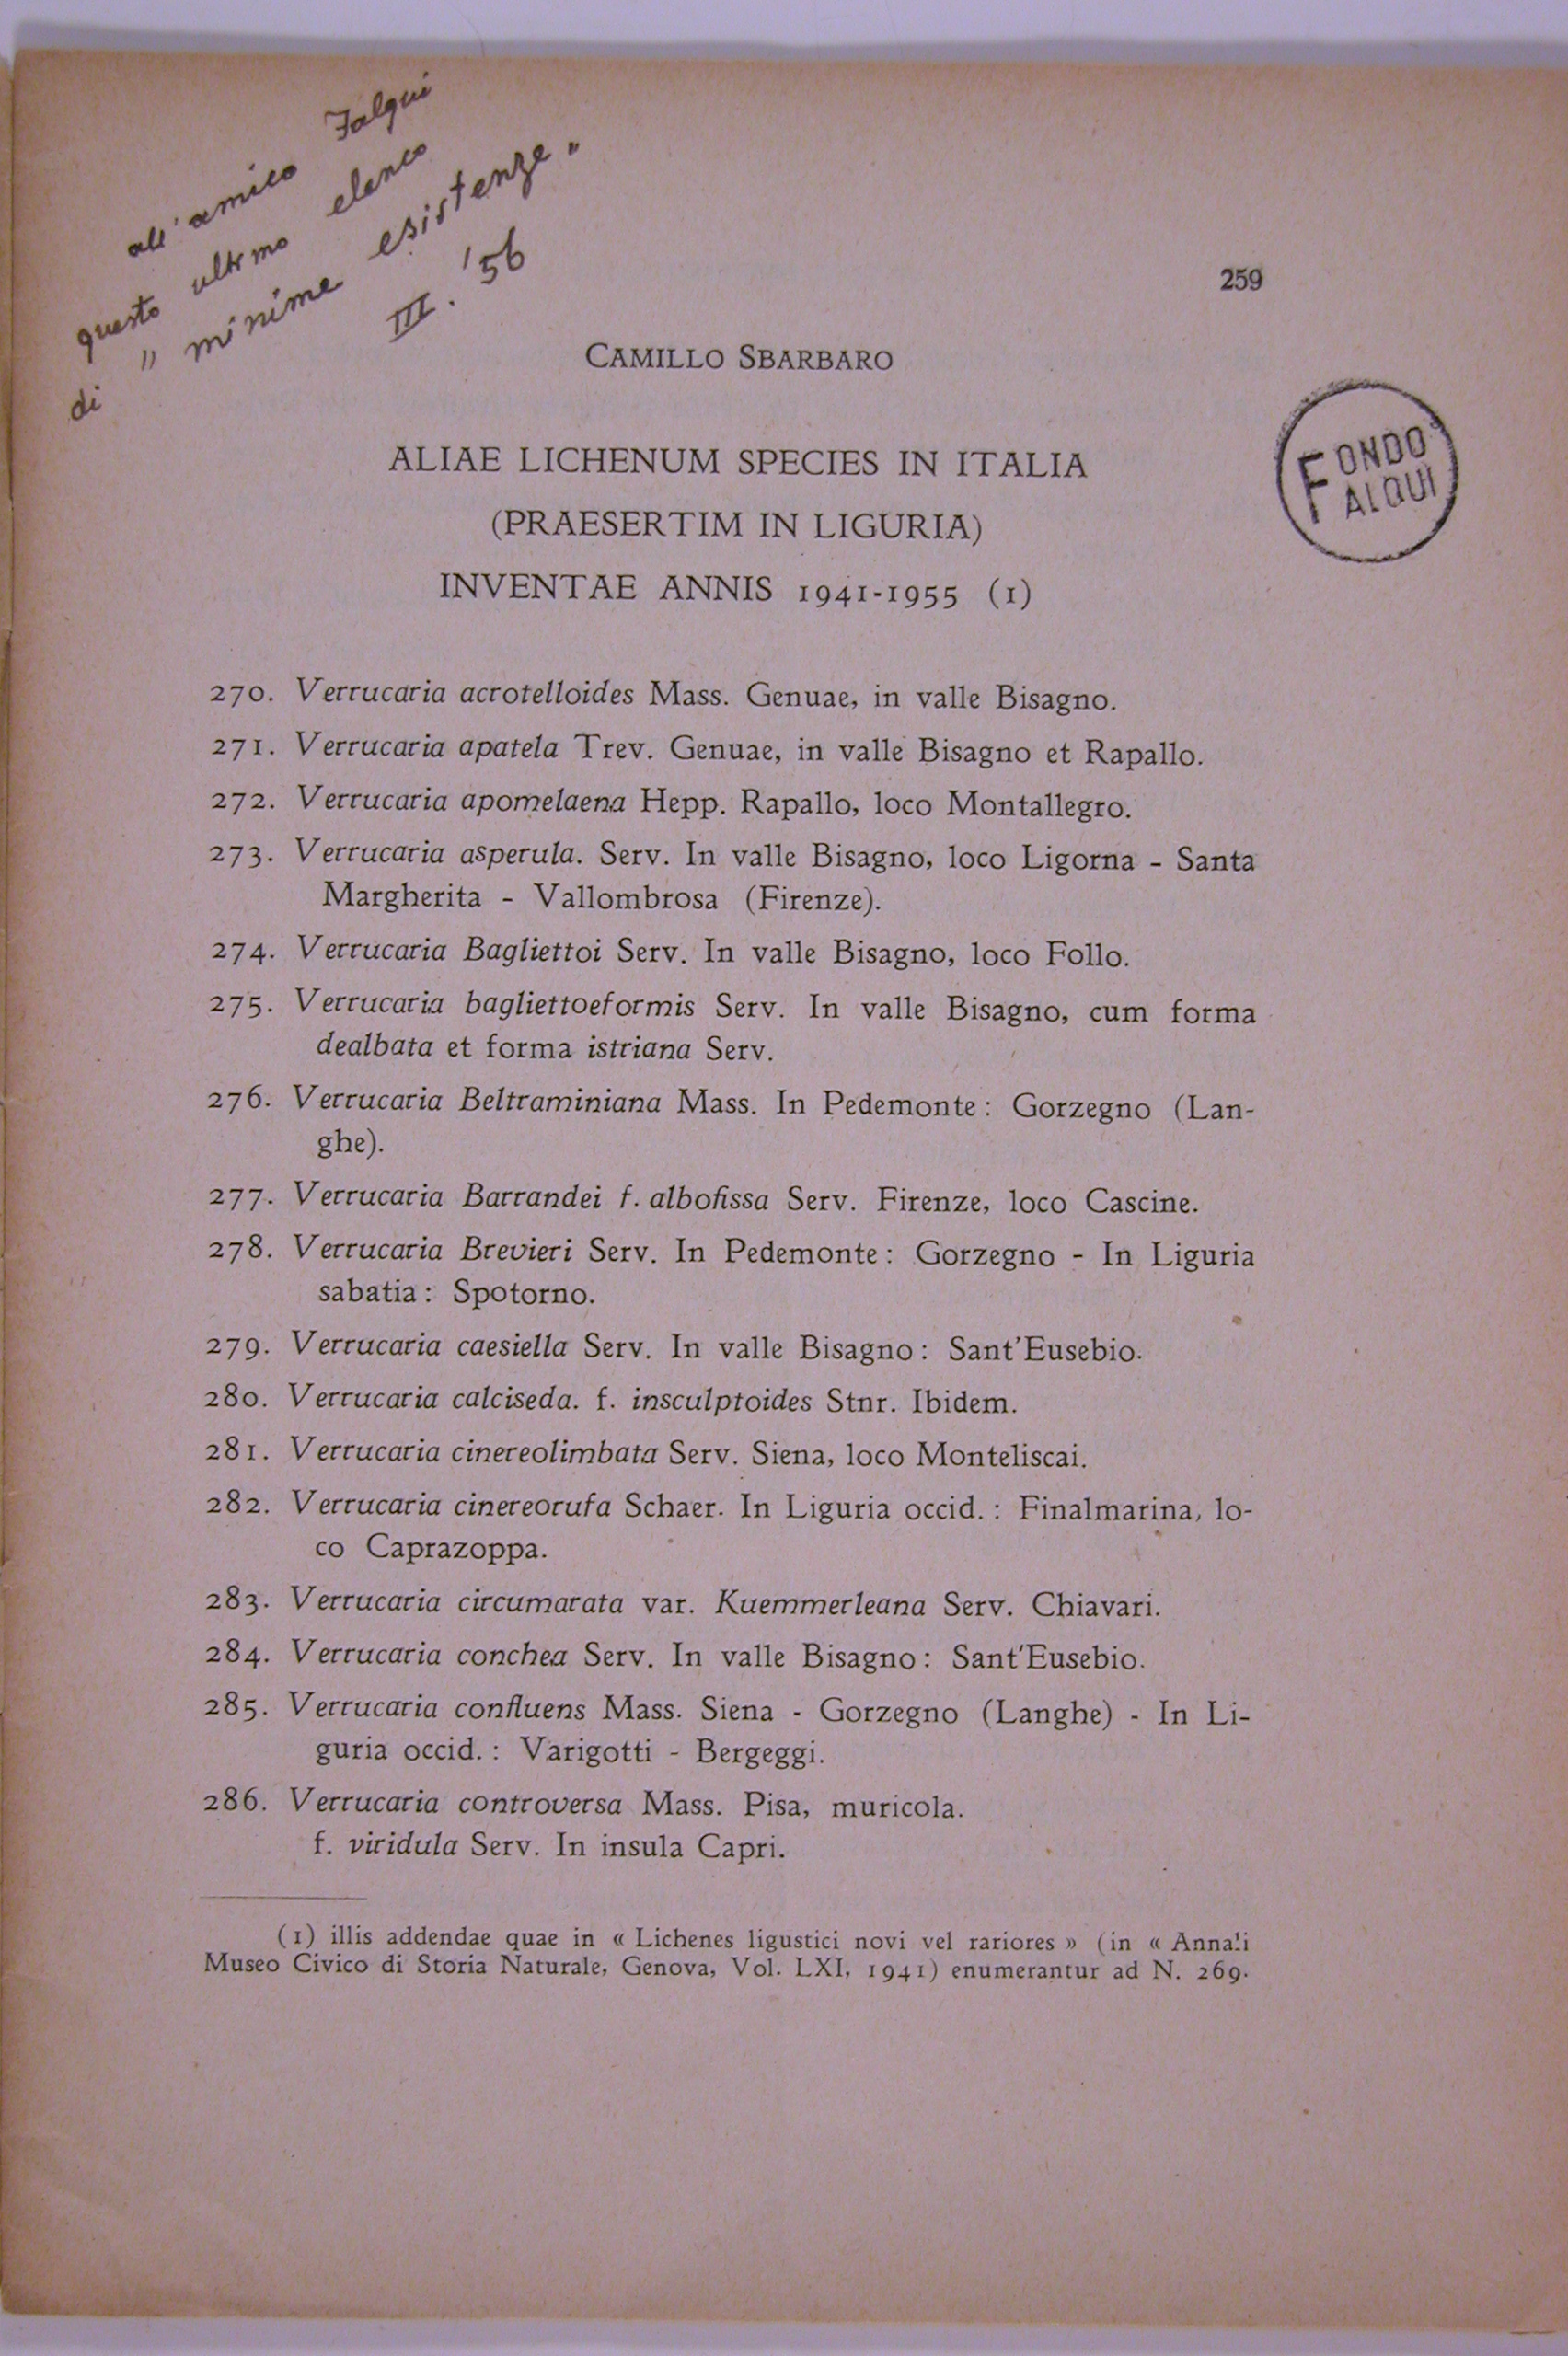 all'amico Falqui
questo ultimo elenco
di "minime esistenze"
III. '56
259
CAMILLO SBARBARO
FONDO
FALQUI
ALIAE LICHENUM SPECIES IN ITALIA
(PRAESERTIM IN LIGURIA)
INVENTAE ANNIS 1941-1955 (1)
270. Verrucaria acrotelloides Mass. Genuae, in valle Bisagno.
271. Verrucaria apatela Trev. Genuae, in valle Bisagno et Rapallo.
272. Verrucaria apomelaena Hepp. Rapallo, loco Montallegro.
273. Verrucaria asperula. Serv. In valle Bisagno, loco Ligorna - Santa
Margherita - Vallombrosa (Firenze).
274. Verrucaria Bagliettoi Serv. In valle Bisagno, loco Follo.
275. Verrucaria bagliettoeformis Serv. In valle Bisagno, cum forma
dealbata et forma istriana Serv.
276. Verrucaria Beltraminiana Mass. In Pedemonte: Gorzegno (Lan-
ghe).
277. Verrucaria Barrandei f. albofissa Serv. Firenze, loco Cascine.
278. Verrucaria Brevieri Serv. In Pedemonte: Gorzegno - In Liguria
sabatia: Spotorno.
279. Verrucaria caesiella Serv. In valle Bisagno: Sant'Eusebio.
280. Verrucaria calciseda. f. insculptoides Stnr. Ibidem.
281. Verrucaria cinereolimbata Serv. Siena, loco Monteliscai.
282. Verrucaria cinereorufa Schaer. In Liguria occid.: Finalmarina, lo-
co Caprazoppa.
283. Verrucaria circumarata var. Kuemmerleana Serv. Chiavari.
284. Verrucaria conchea Serv. In valle Bisagno: Sant'Eusebio.
285. Verrucaria confluens Mass. Siena - Gorzegno (Langhe) - In Li-
guria occid.: Varigotti - Bergeggi.
286. Verrucaria controversa Mass. Pisa, muricola.
f. viridula Serv. In insula Capri.
(1) illis addendae quae in « Lichenes ligustici novi vel rariores » (in « Annali
Museo Civico di Storia Naturale, Genova, Vol. LXI, 1941) enumerantur ad N. 269.